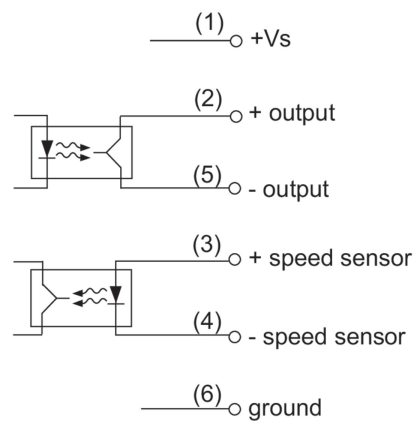 (1) +Vs
(2) + output
(5) - output
(3) + speed sensor
(4) - speed sensor
(6) ground